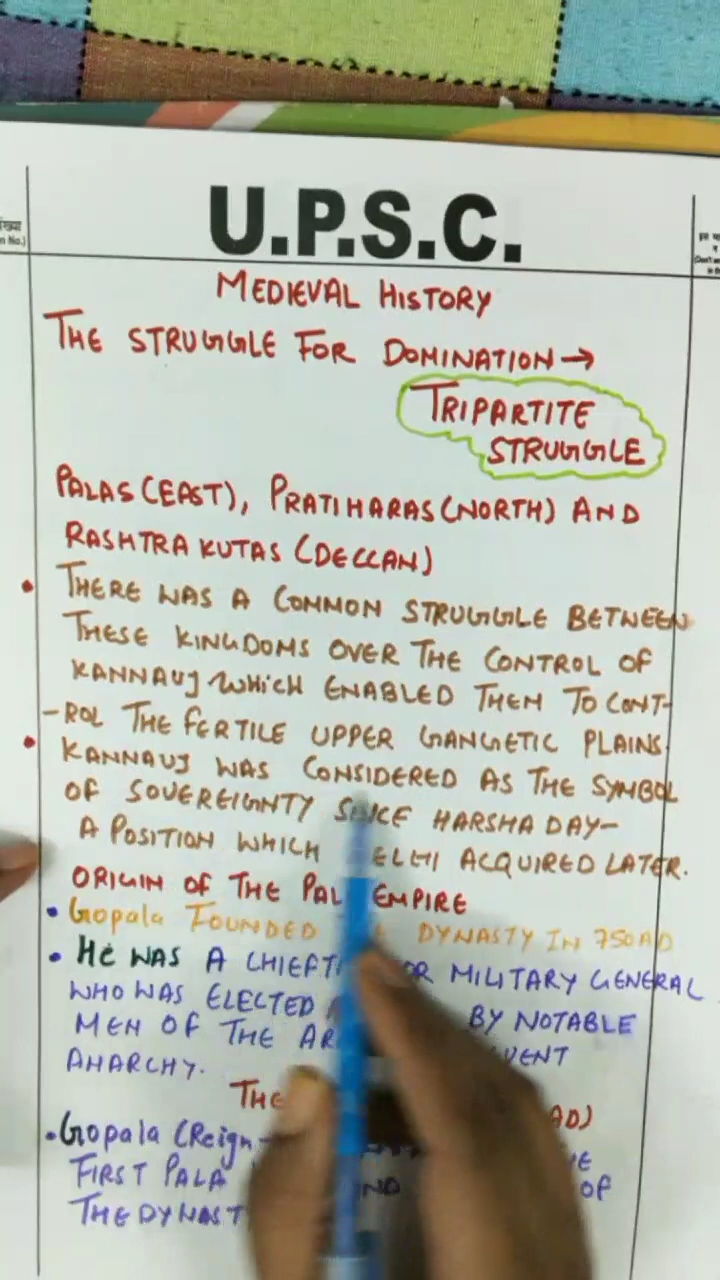 U.P.S.C.
MEDIEVAL HISTORY
THE STRUGGLE FOR DOMINATION →
TRIPARTITE
STRUGGLE
PALAS(EAST), PRATIHARAS(NORTH) AND
RASHTRAKUTAS (DECCAN)
• THERE WAS A COMMON STRUGGLE BETWEEN
THESE KINGDOMS OVER THE CONTROL OF
KANNAUJ WHICH ENABLED THEM TO CONT-
-ROL THE FERTILE UPPER GANGETIC PLAINS.
• KANNAUJ WAS CONSIDERED AS THE SYMBOL
OF SOVEREIGNTY SINCE HARSHA DAY-
A POSITION WHICH ELHI ACQUIRED LATER.
ORIGIN OF THE PAL EMPIRE
• Gopala FOUNDED DYNASTY IN 750AD
• He WAS A CHIEFT OR MILITARY GENERAL
WHO WAS ELECTED BY NOTABLE
MEN OF THE AR
ANARCHY.
THE AD)
• Gopala (Reign-
FIRST PALA OF
THE DYNAST